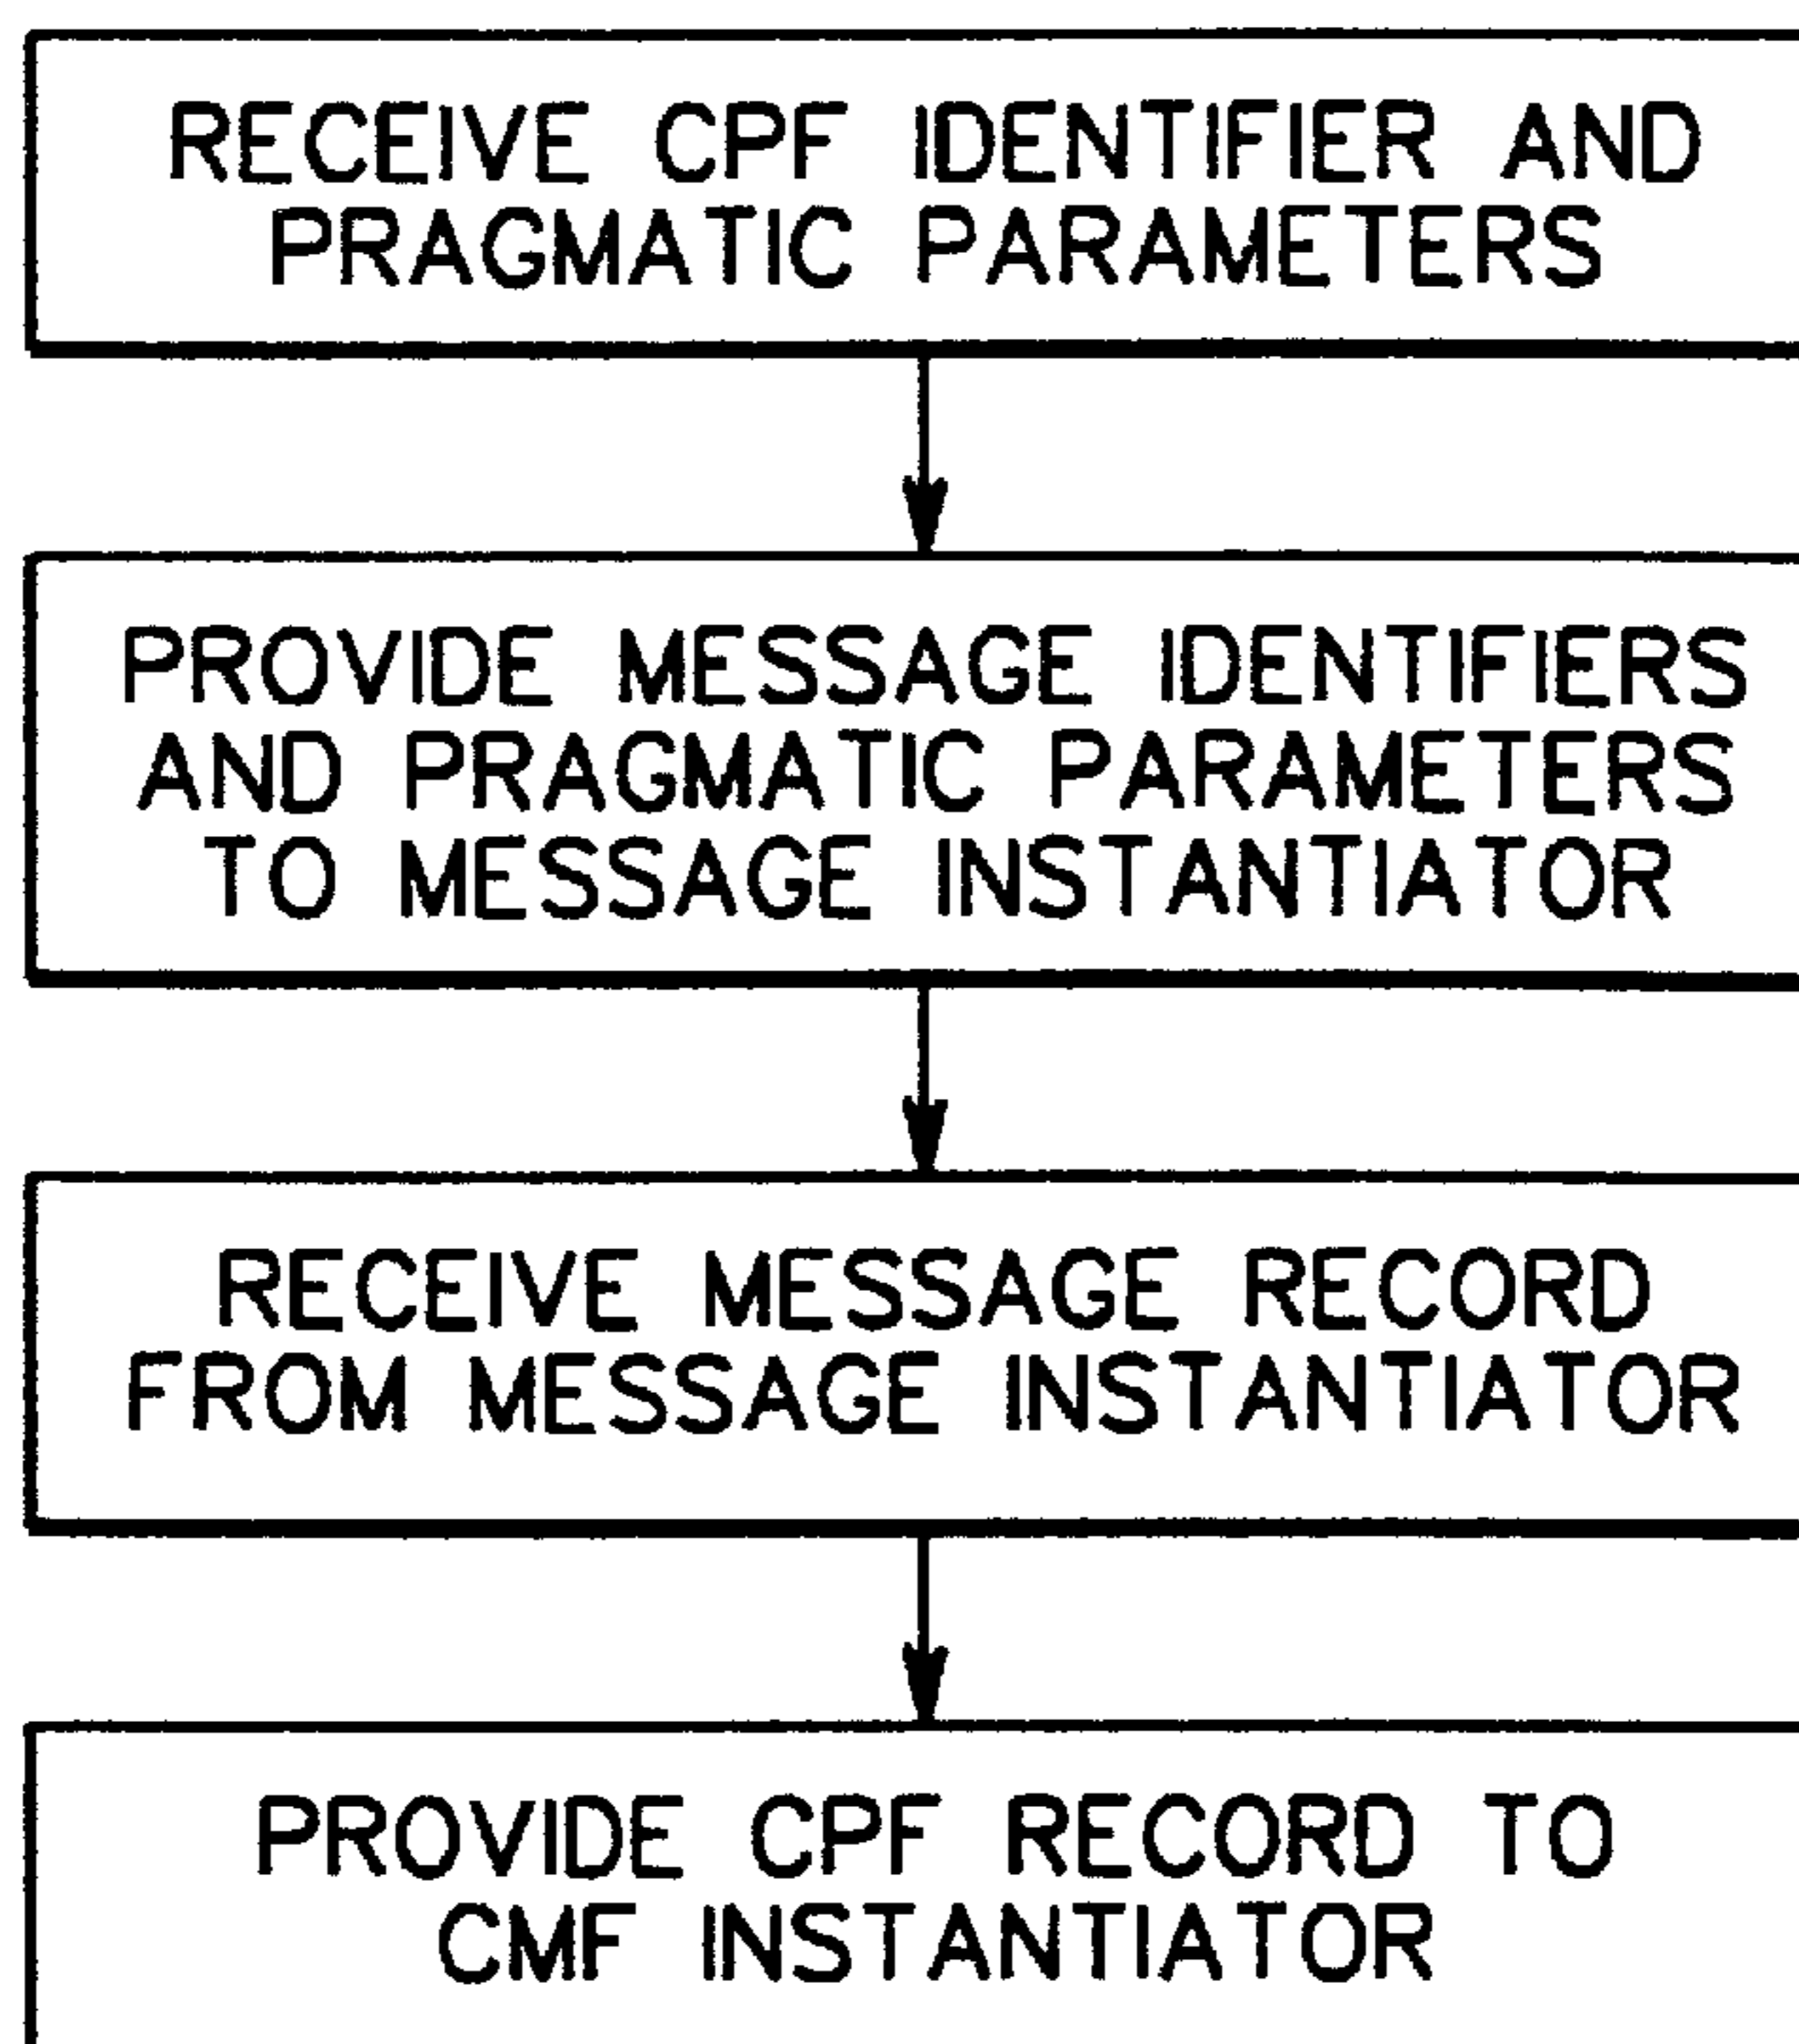 RECEIVE CPF IDENTIFIER AND
PRAGMATIC PARAMETERS
PROVIDE MESSAGE IDENTIFIERS
AND PRAGMATIC PARAMETERS
TO MESSAGE INSTANTIATOR
RECEIVE MESSAGE RECORD
FROM MESSAGE INSTANTIATOR
PROVIDE CPF RECORD TO
CMF INSTANTIATOR